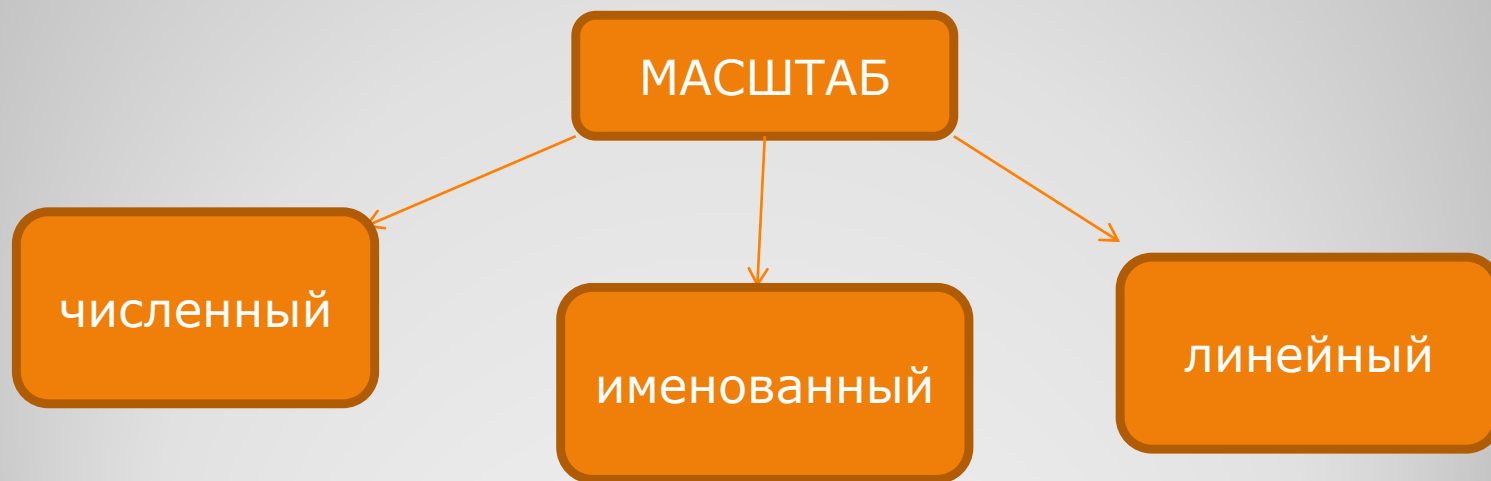 МАСШТАБ
численный
именованный
линейный